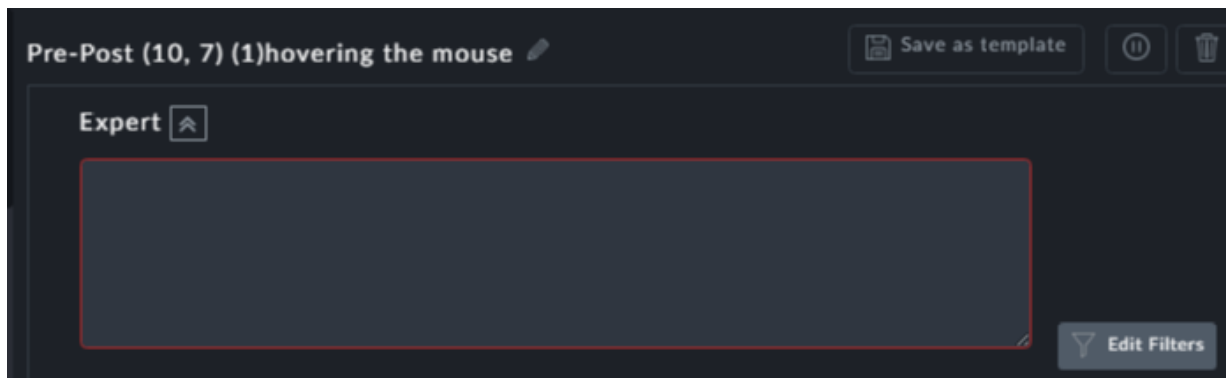 Pre-Post (10, 7) (1)hovering the mouse
Save as template
Expert
Edit Filters